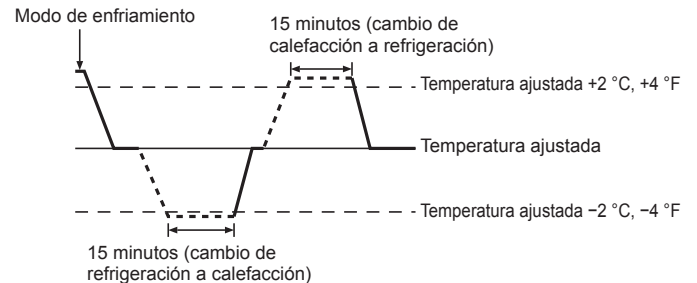 Modo de enfriamiento
15 minutos (cambio de
calefacción a refrigeración)
Temperatura ajustada +2 °C, +4 °F
Temperatura ajustada
Temperatura ajustada −2 °C, −4 °F
15 minutos (cambio de
refrigeración a calefacción)